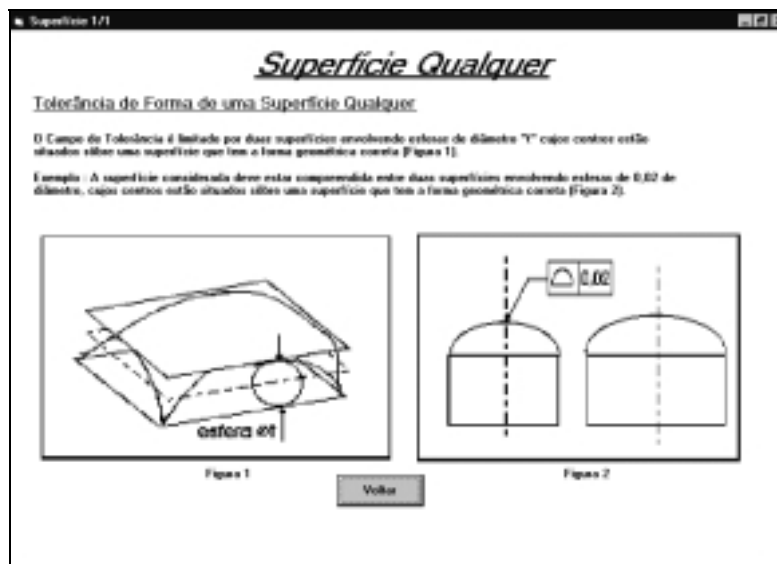 Superfície 1/1
Superfície Qualquer
Tolerância de Forma de uma Superfície Qualquer
O Campo de Tolerância é limitado por duas superfícies envolvendo esferas de diâmetro "t" cujos centros estão
situados sôbre uma superfície que tem a forma geométrica correta (Figura 1).
Exemplo : A superfície considerada deve estar compreendida entre duas superfícies envolvendo esferas de 0,02 de
diâmetro, cujos centros estão situados sôbre uma superfície que tem a forma geométrica correta (Figura 2).
0,02
esfera øt
Figura 1
Figura 2
Voltar